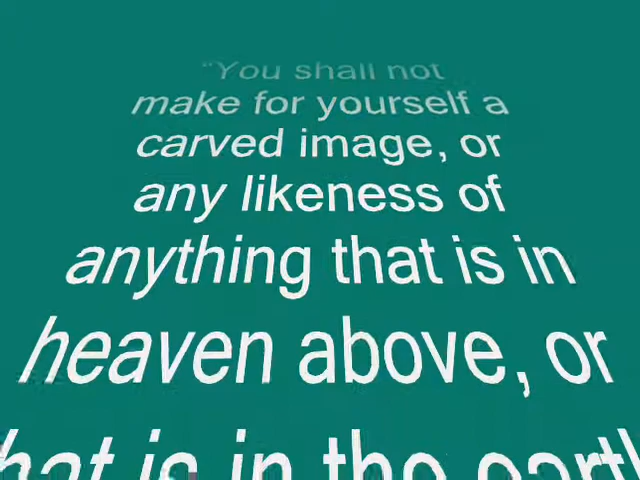 "You shall not
make for yourself a
carved image, or
any likeness of
anything that is in
heaven above, or
that is in the earth